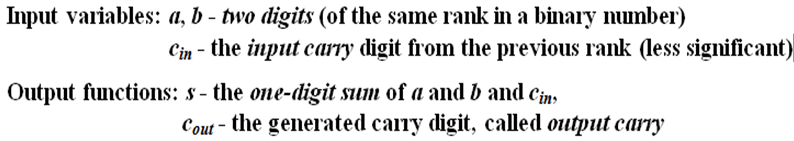 Input variables: a, b - two digits (of the same rank in a binary number)
cin - the input carry digit from the previous rank (less significant)
Output functions: s - the one-digit sum of a and b and cin,
cout - the generated carry digit, called output carry